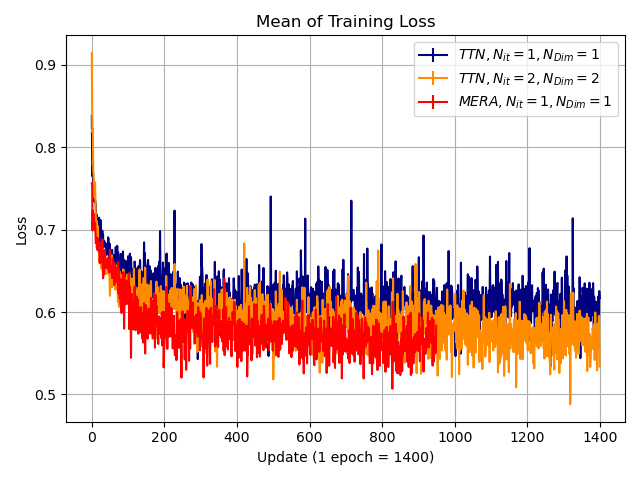 Mean of Training Loss
TTN, N_it = 1, N_Dim = 1
TTN, N_it = 2, N_Dim = 2
MERA, N_it = 1, N_Dim = 1
Loss
0.9
0.8
0.7
0.6
0.5
0 200 400 600 800 1000 1200 1400
Update (1 epoch = 1400)